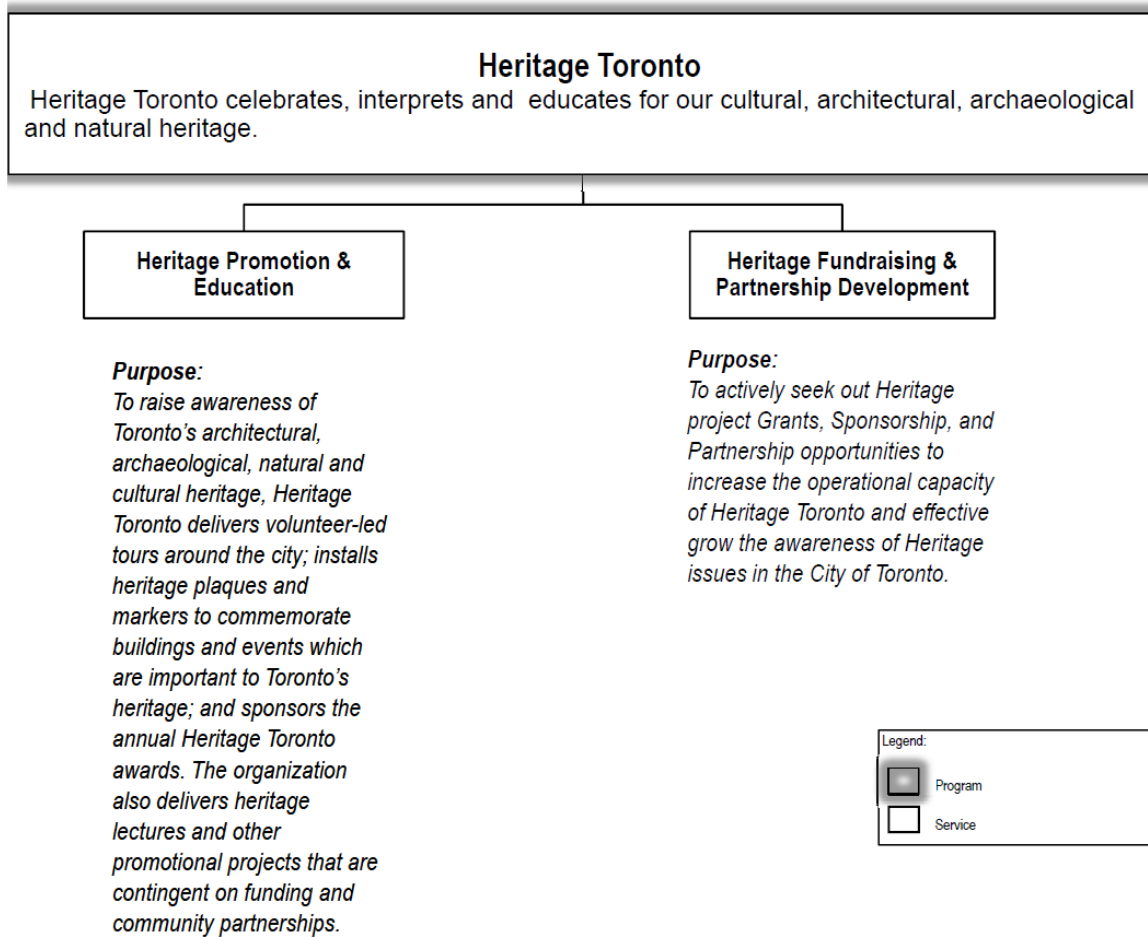 Heritage Toronto
Heritage Toronto celebrates, interprets and educates for our cultural, architectural, archaeological
and natural heritage.
Heritage Promotion &
Education
Purpose:
To raise awareness of
Toronto's architectural,
archaeological, natural and
cultural heritage, Heritage
Toronto delivers volunteer-led
tours around the city; installs
heritage plaques and
markers to commemorate
buildings and events which
are important to Toronto's
heritage; and sponsors the
annual Heritage Toronto
awards. The organization
also delivers heritage
lectures and other
promotional projects that are
contingent on funding and
community partnerships.
Heritage Fundraising &
Partnership Development
Purpose:
To actively seek out Heritage
project Grants, Sponsorship, and
Partnership opportunities to
increase the operational capacity
of Heritage Toronto and effective
grow the awareness of Heritage
issues in the City of Toronto.
Legend:
Program
Service